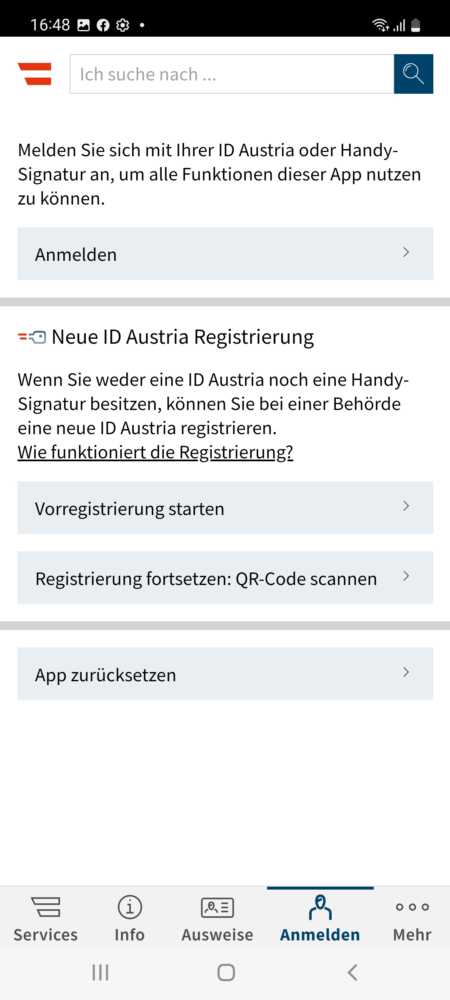 16:48
Ich suche nach ...
Melden Sie sich mit Ihrer ID Austria oder Handy-
Signatur an, um alle Funktionen dieser App nutzen
zu können.
Anmelden
Neue ID Austria Registrierung
Wenn Sie weder eine ID Austria noch eine Handy-
Signatur besitzen, können Sie bei einer Behörde
eine neue ID Austria registrieren.
Wie funktioniert die Registrierung?
Vorregistrierung starten
Registrierung fortsetzen: QR-Code scannen
App zurücksetzen
Services Info Ausweise Anmelden Mehr